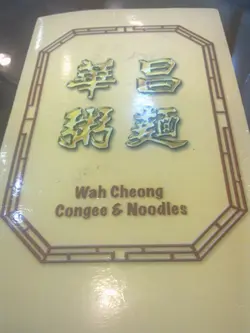 華昌
粥麵
Wah Cheong
Congee & Noodles